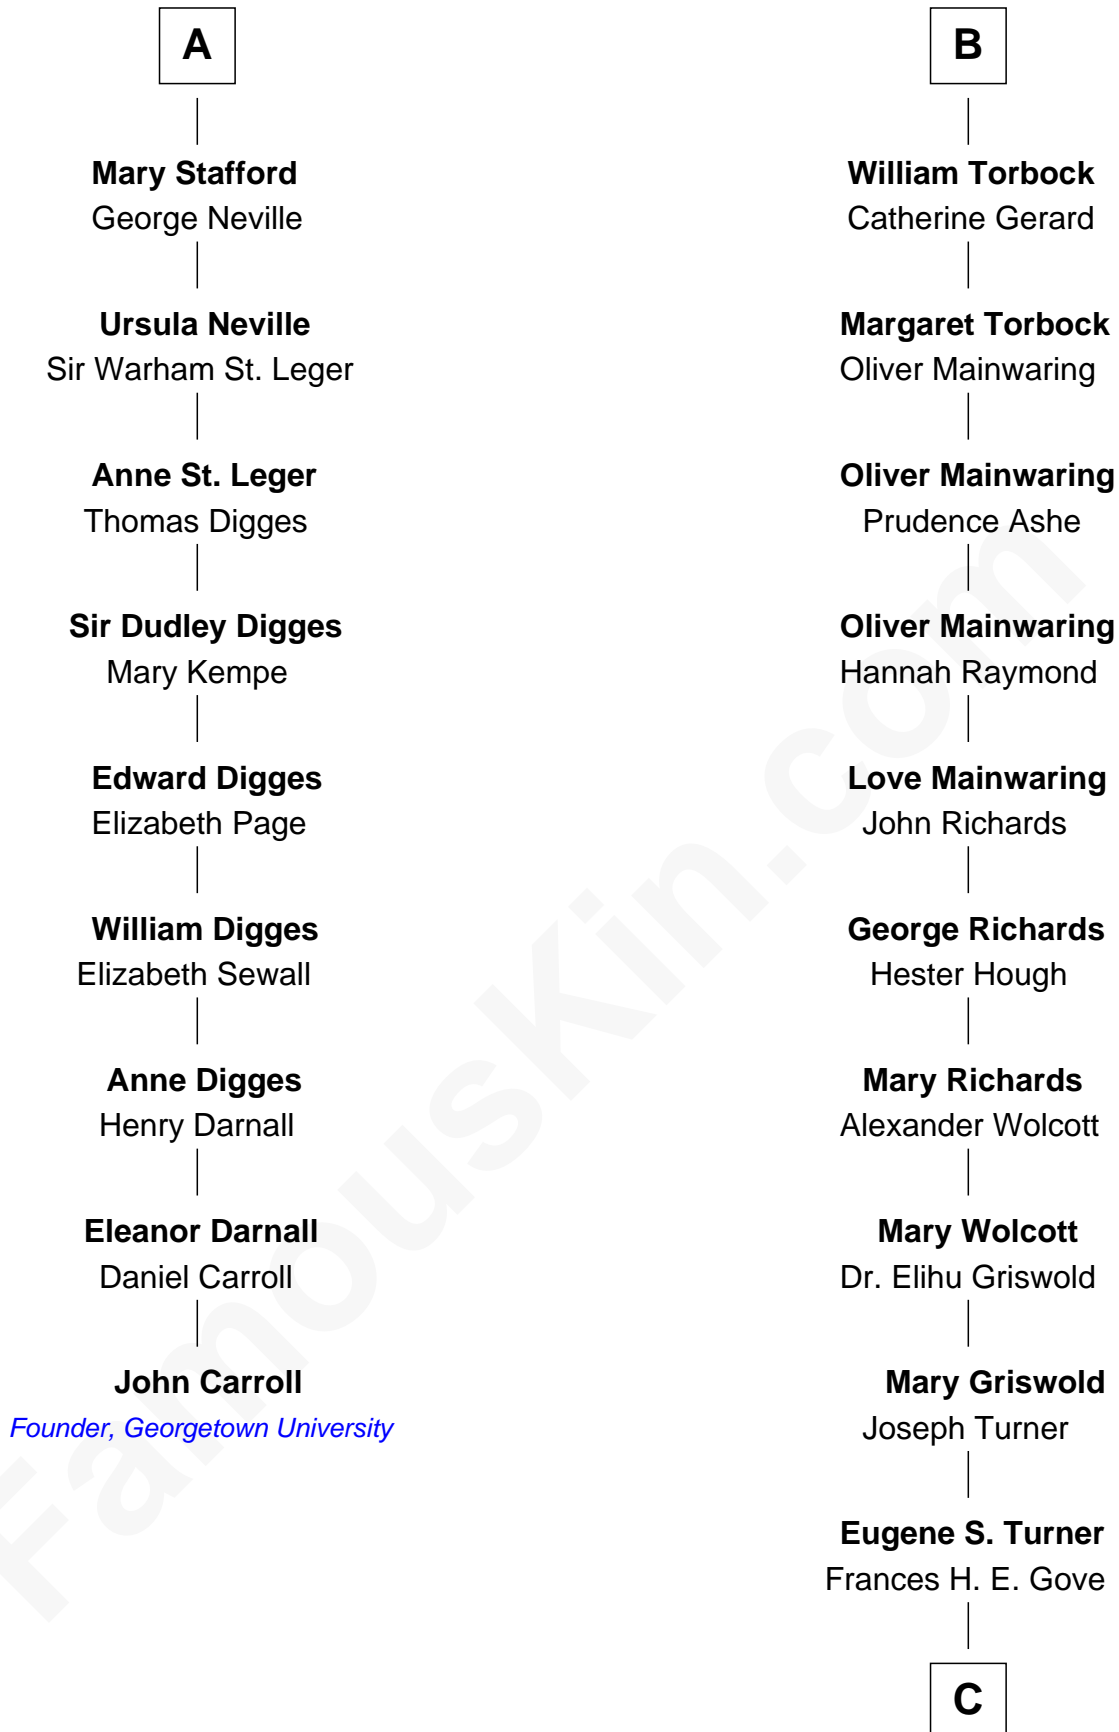 A
Mary Stafford
George Neville
Ursula Neville
Sir Warham St. Leger
Anne St. Leger
Thomas Digges
Sir Dudley Digges
Mary Kempe
Edward Digges
Elizabeth Page
William Digges
Elizabeth Sewall
Anne Digges
Henry Darnall
Eleanor Darnall
Daniel Carroll
John Carroll
Founder, Georgetown University
B
William Torbock
Catherine Gerard
Margaret Torbock
Oliver Mainwaring
Oliver Mainwaring
Prudence Ashe
Oliver Mainwaring
Hannah Raymond
Love Mainwaring
John Richards
George Richards
Hester Hough
Mary Richards
Alexander Wolcott
Mary Wolcott
Dr. Elihu Griswold
Mary Griswold
Joseph Turner
Eugene S. Turner
Frances H. E. Gove
C
FamousKin.com